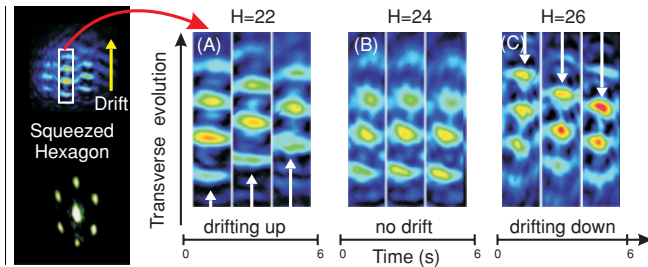 H=22 H=24 H=26
(A) (B) (C)
Drift
Squeezed
Hexagon
Transverse evolution
drifting up no drift drifting down
0 6 0 6 0 6
Time (s)